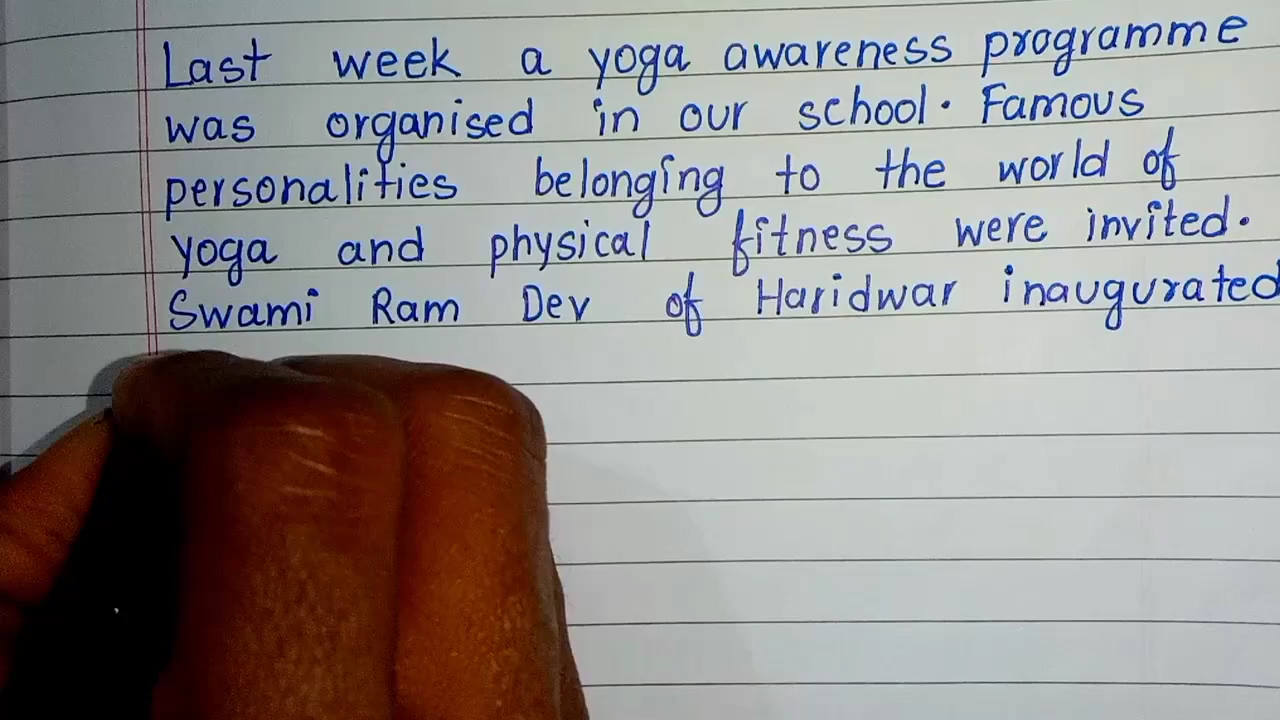 Last week a yoga awareness programme
was organised in our school. Famous
personalities belonging to the world of
yoga and physical fitness were invited.
Swami Ram Dev of Haridwar inaugurated